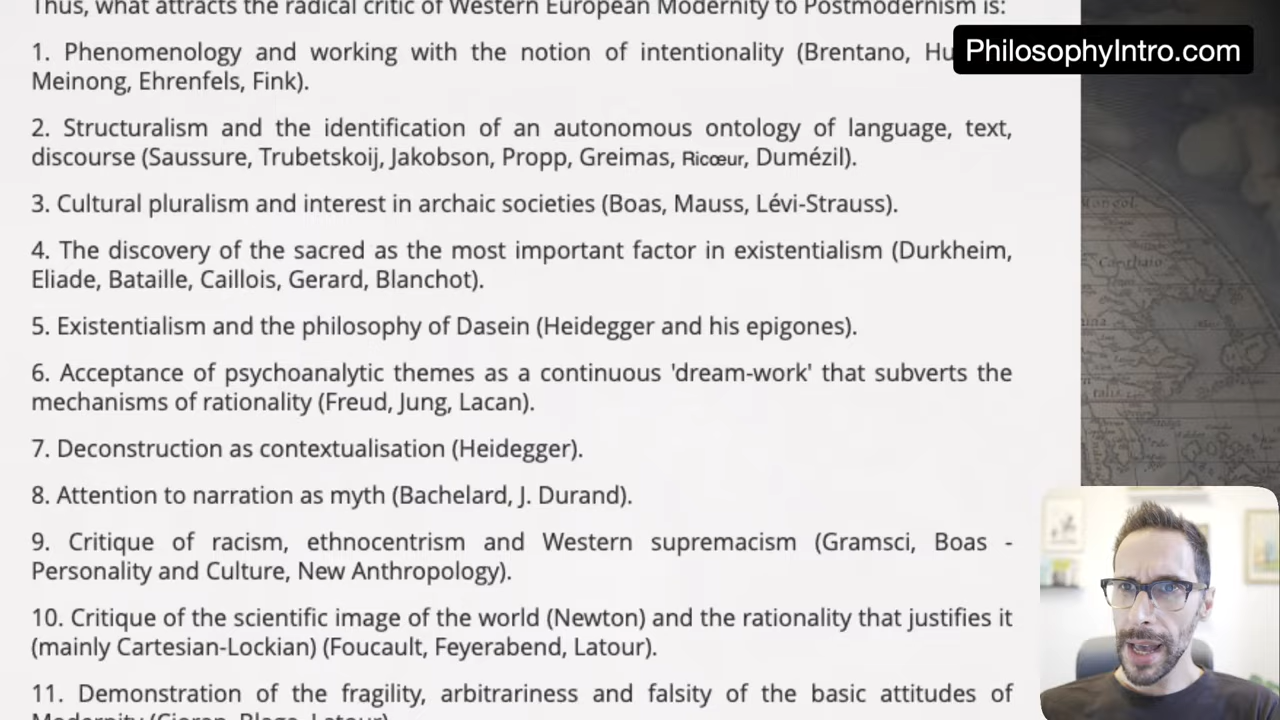 Thus, what attracts the radical critic of Western European Modernity to Postmodernism is:
PhilosophyIntro.com
1. Phenomenology and working with the notion of intentionality (Brentano,
Meinong, Ehrenfels, Fink).
2. Structuralism and the identification of an autonomous ontology of language, text,
discourse (Saussure, Trubetskoij, Jakobson, Propp, Greimas, Ricœur, Dumézil).
3. Cultural pluralism and interest in archaic societies (Boas, Mauss, Lévi-Strauss).
4. The discovery of the sacred as the most important factor in existentialism (Durkheim,
Eliade, Bataille, Caillois, Gerard, Blanchot).
5. Existentialism and the philosophy of Dasein (Heidegger and his epigones).
6. Acceptance of psychoanalytic themes as a continuous 'dream-work' that subverts the
mechanisms of rationality (Freud, Jung, Lacan).
7. Deconstruction as contextualisation (Heidegger).
8. Attention to narration as myth (Bachelard, J. Durand).
9. Critique of racism, ethnocentrism and Western supremacism (Gramsci, Boas -
Personality and Culture, New Anthropology).
10. Critique of the scientific image of the world (Newton) and the rationality that justifies it
(mainly Cartesian-Lockian) (Foucault, Feyerabend, Latour).
11. Demonstration of the fragility, arbitrariness and falsity of the basic attitudes of
Modernity (Cioran, Blaga, Latour)